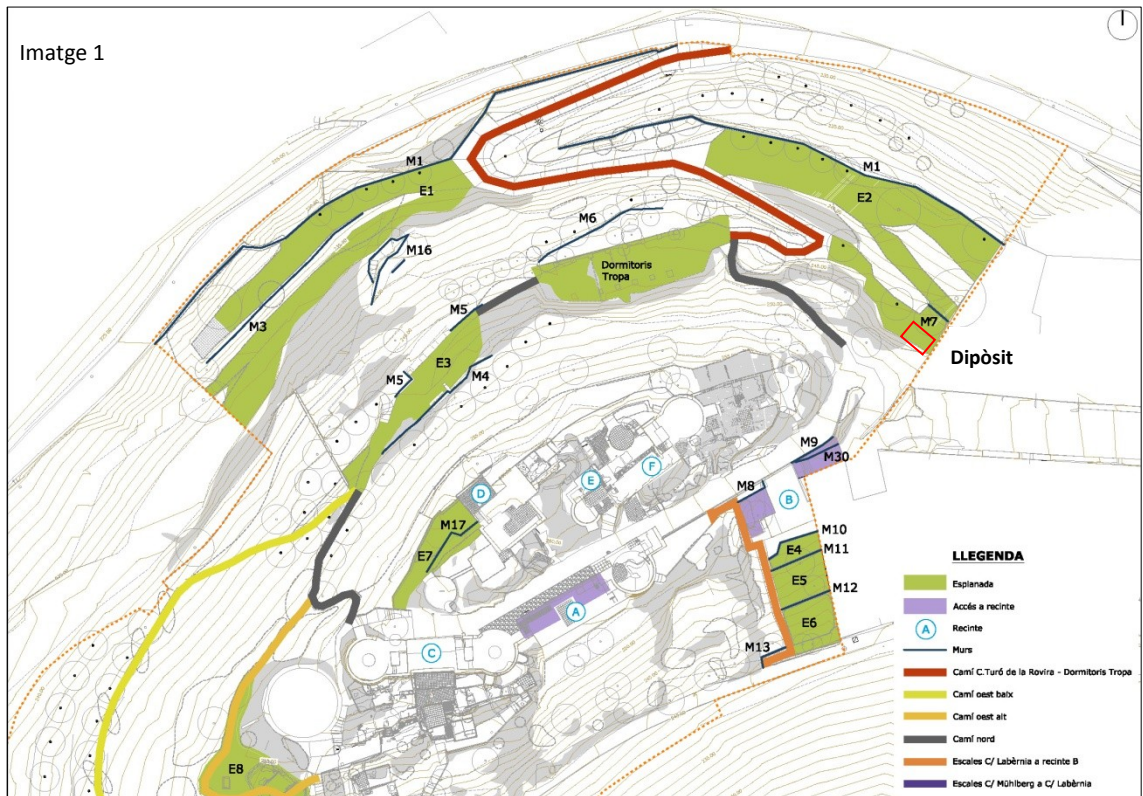 Imatge 1
M1
E1
M1
E2
M6
M16
Dormitoris
Tropa
M3
M5
M7
E3
Dipòsit
M5
M4
M9
M30
F
E
D
M8
B
M17
M10
E7
E4
M11
E5
M12
A
E6
M13
C
E8
LLEGENDA
Esplanada
Accés a recinte
A
Recinte
Murs
Camí C.Turó de la Rovira - Dormitoris Tropa
Camí oest baix
Camí oest alt
Camí nord
Escales C/ Labèrnia a recinte B
Escales C/ Mühlberg a C/ Labèrnia